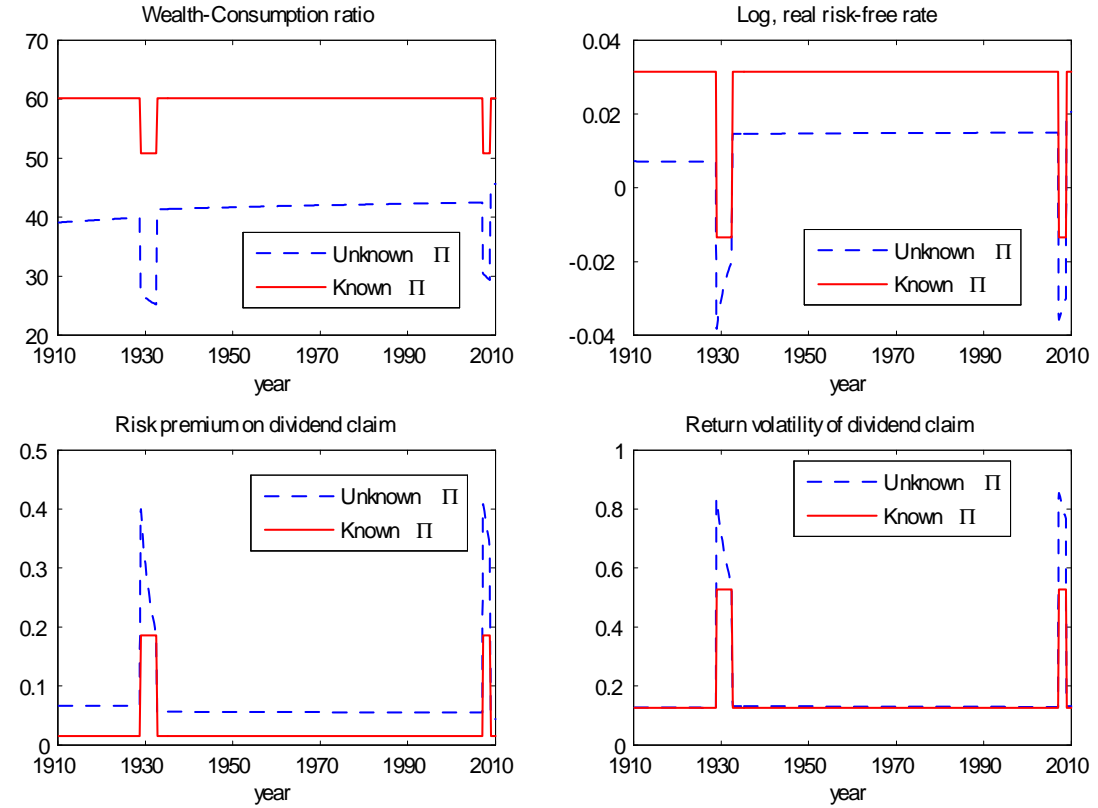 Wealth-Consumption ratio
70
60
50
40
30
20
1910 1930 1950 1970 1990 2010
year
Unknown Π
Known Π
Log, real risk-free rate
0.04
0.02
0
-0.02
-0.04
1910 1930 1950 1970 1990 2010
year
Unknown Π
Known Π
Risk premium on dividend claim
0.5
0.4
0.3
0.2
0.1
0
1910 1930 1950 1970 1990 2010
year
Unknown Π
Known Π
Return volatility of dividend claim
1
0.8
0.6
0.4
0.2
0
1910 1930 1950 1970 1990 2010
year
Unknown Π
Known Π